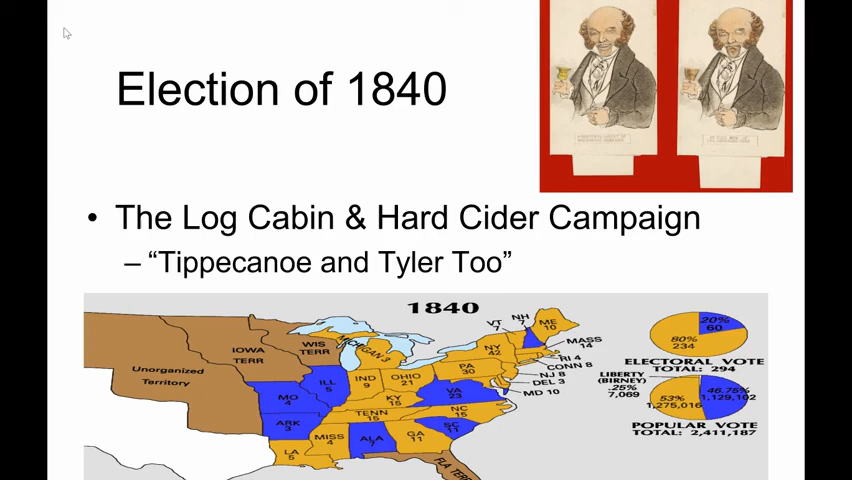 Election of 1840
• The Log Cabin & Hard Cider Campaign
– “Tippecanoe and Tyler Too”
1840
Unorganized
Territory
IOWA
TERR
WIS
TERR
MICHIGAN 3
VT
7
NH
7
ME
10
MASS
14
RI 4
CONN 8
NJ 8
DEL 3
MD 10
NY
42
PA
30
OHIO
21
IND
9
ILL
5
MO
4
KY
15
VA
23
NC
15
TENN
15
ARK
3
SC
11
MISS
4
ALA
7
GA
11
LA
5
FLA TERR
20%
60
80%
234
ELECTORAL VOTE
TOTAL: 294
LIBERTY
(BIRNEY)
.25%
7,069
53%
1,275,016
46.75%
1,129,102
POPULAR VOTE
TOTAL: 2,411,187